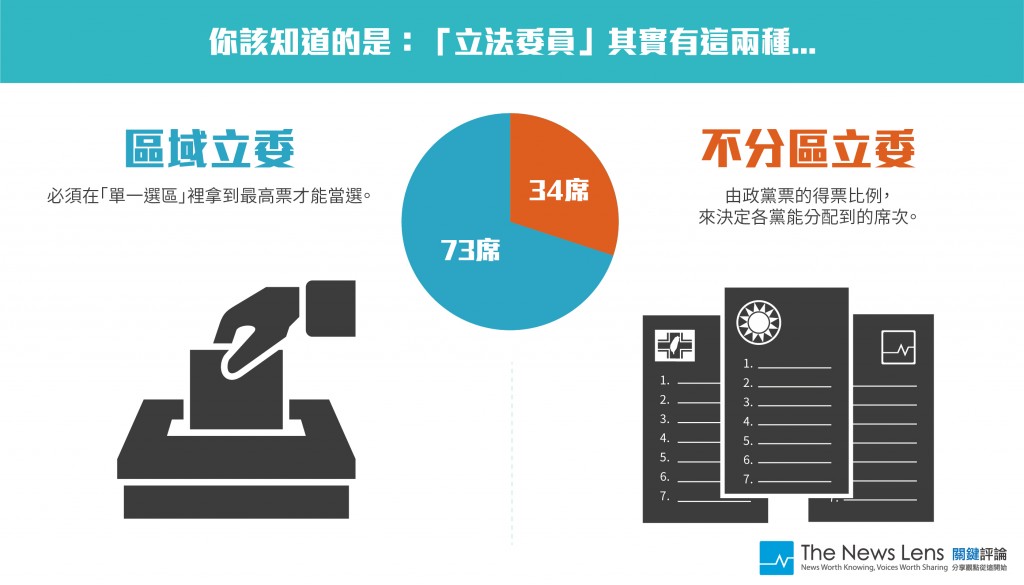 你該知道的是：「立法委員」其實有這兩種...
區域立委
必須在「單一選區」裡拿到最高票才能當選。
34席
73席
不分區立委
由政黨票的得票比例，
來決定各黨能分配到的席次。
1.
2.
3.
4.
5.
6.
7.
1.
2.
3.
4.
5.
6.
7.
The News Lens 關鍵評論
News Worth Knowing, Voices Worth Sharing 分享觀點從這開始